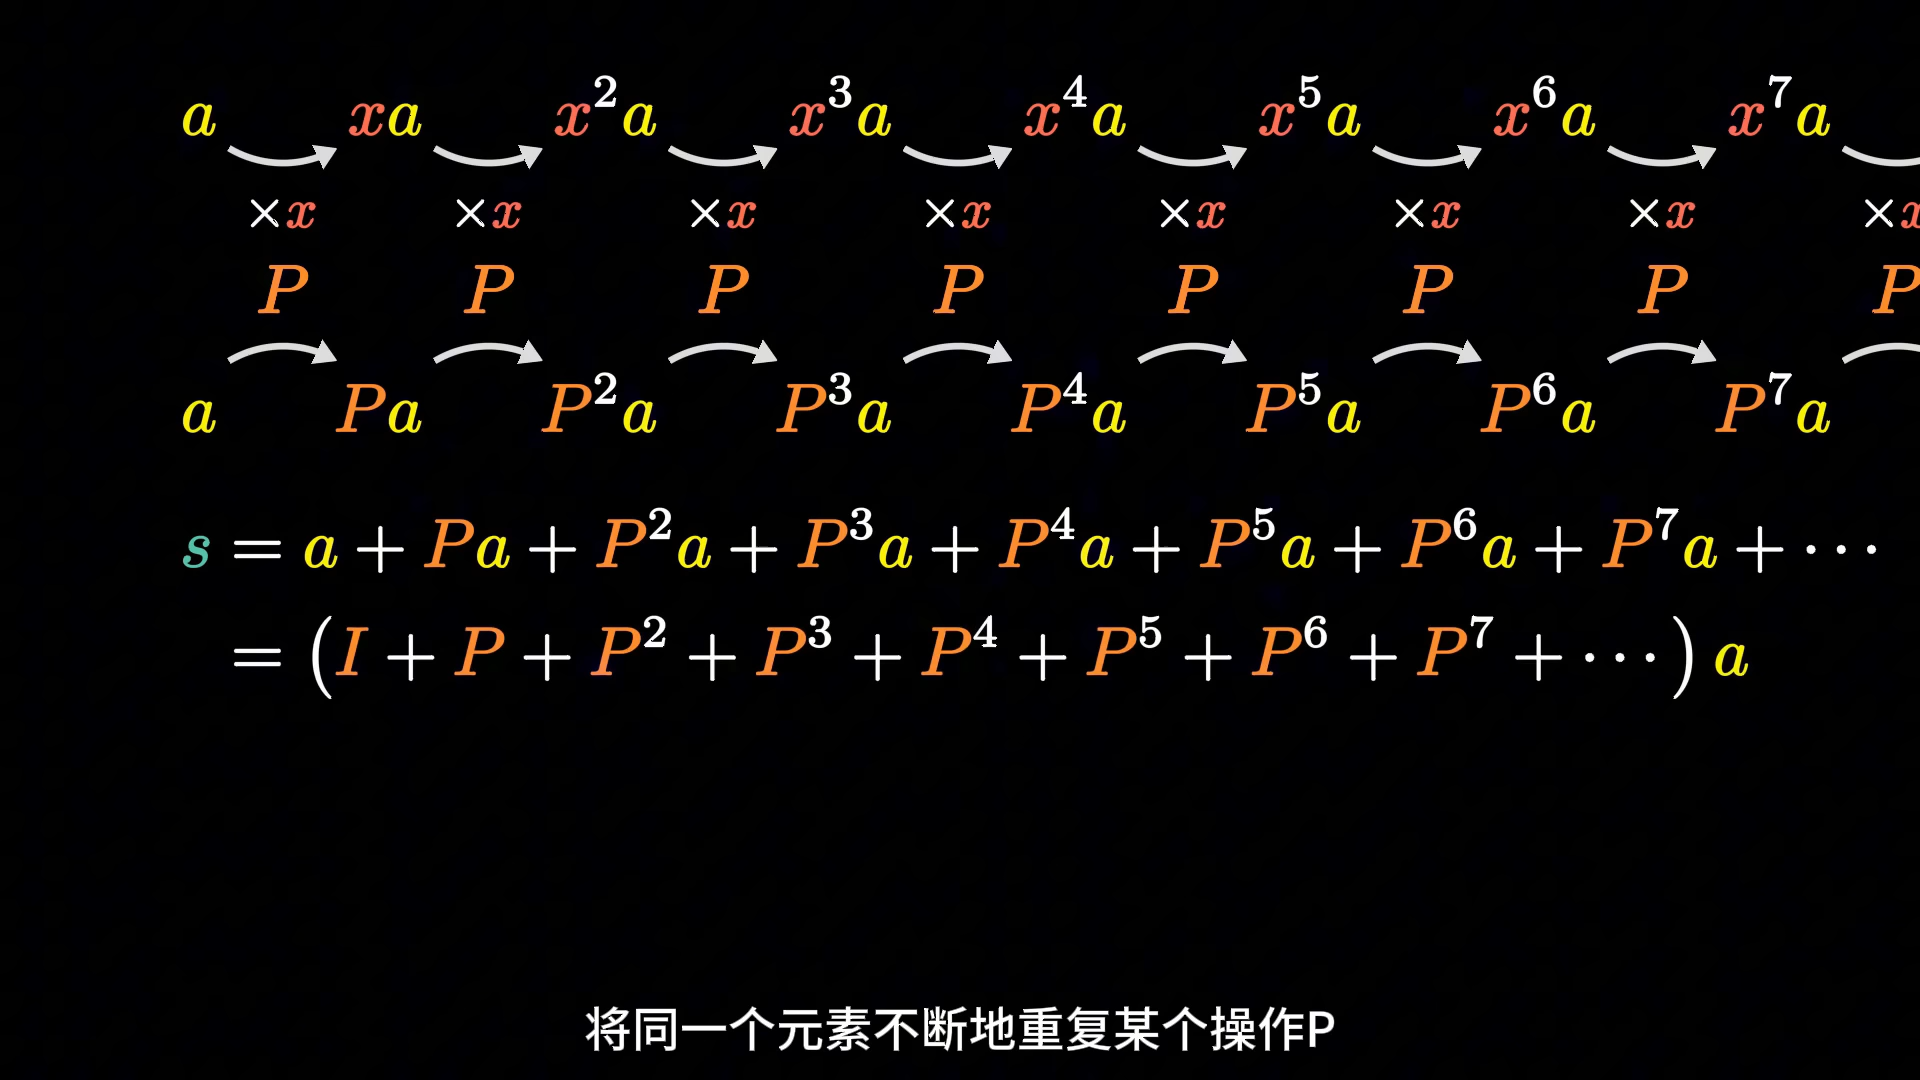 a xa x²a x³a x⁴a x⁵a x⁶a x⁷a
×x ×x ×x ×x ×x ×x ×x ×x
P P P P P P P P
a Pa P²a P³a P⁴a P⁵a P⁶a P⁷a
s = a + Pa + P²a + P³a + P⁴a + P⁵a + P⁶a + P⁷a + ⋯
= (I + P + P² + P³ + P⁴ + P⁵ + P⁶ + P⁷ + ⋯) a
将同一个元素不断地重复某个操作P